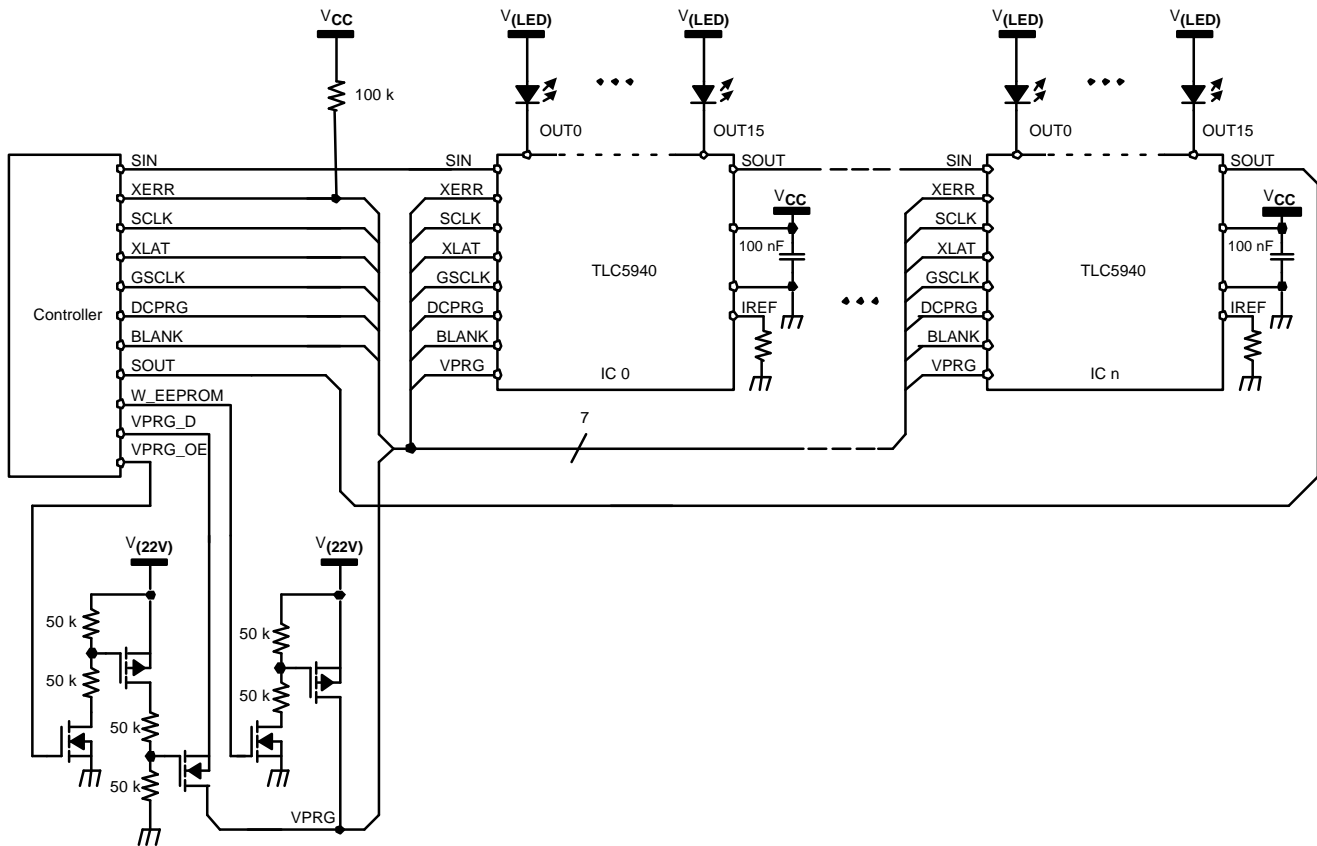 VCC
V(LED)
V(LED)
V(LED)
V(LED)
100 k
OUT0
OUT15
OUT0
OUT15
Controller
SIN
XERR
SCLK
XLAT
GSCLK
DCPRG
BLANK
SOUT
W_EEPROM
VPRG_D
VPRG_OE
SIN
XERR
SCLK
XLAT
GSCLK
DCPRG
BLANK
VPRG
TLC5940
IC 0
SOUT
VCC
100 nF
IREF
SIN
XERR
SCLK
XLAT
GSCLK
DCPRG
BLANK
VPRG
TLC5940
IC n
SOUT
VCC
100 nF
IREF
7
V(22V)
V(22V)
50 k
50 k
50 k
50 k
50 k
50 k
VPRG